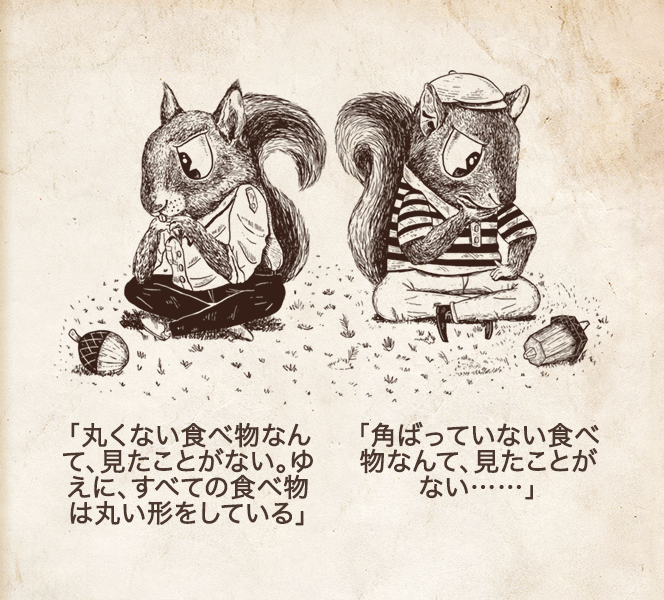 「丸くない食べ物なん
て、見たことがない。ゆ
えに、すべての食べ物
は丸い形をしている」
「角ばっていない食べ
物なんて、見たことが
ない……」